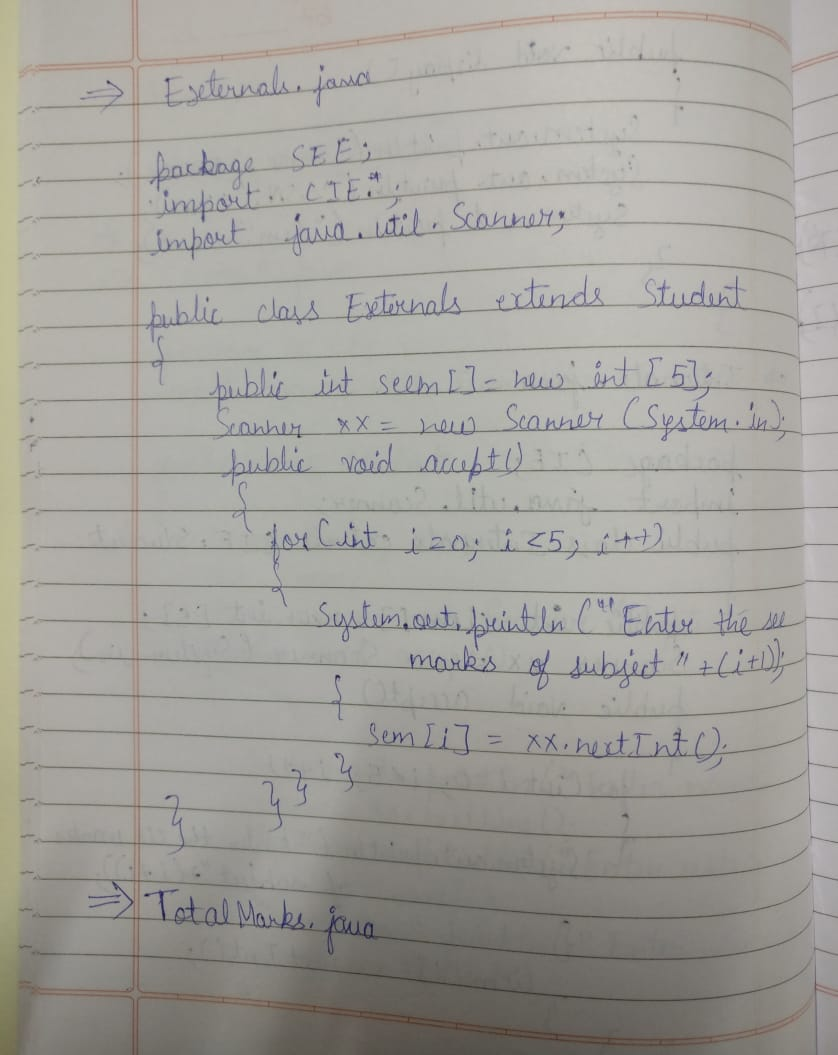 ⇒ Externals.java
package SEE;
import CIE.*;
import java.util.Scanner;
public class Externals extends Student
{
public int seem[]= new int [5];
Scanner xx = new Scanner (System.in);
public void accept()
{
for(int i=0; i<5; i++)
{
System.out.println ("Enter the see
marks of subject "+(i+1));
{
sem[i] = xx.nextInt();
}
} }
}
⇒ TotalMarks.java